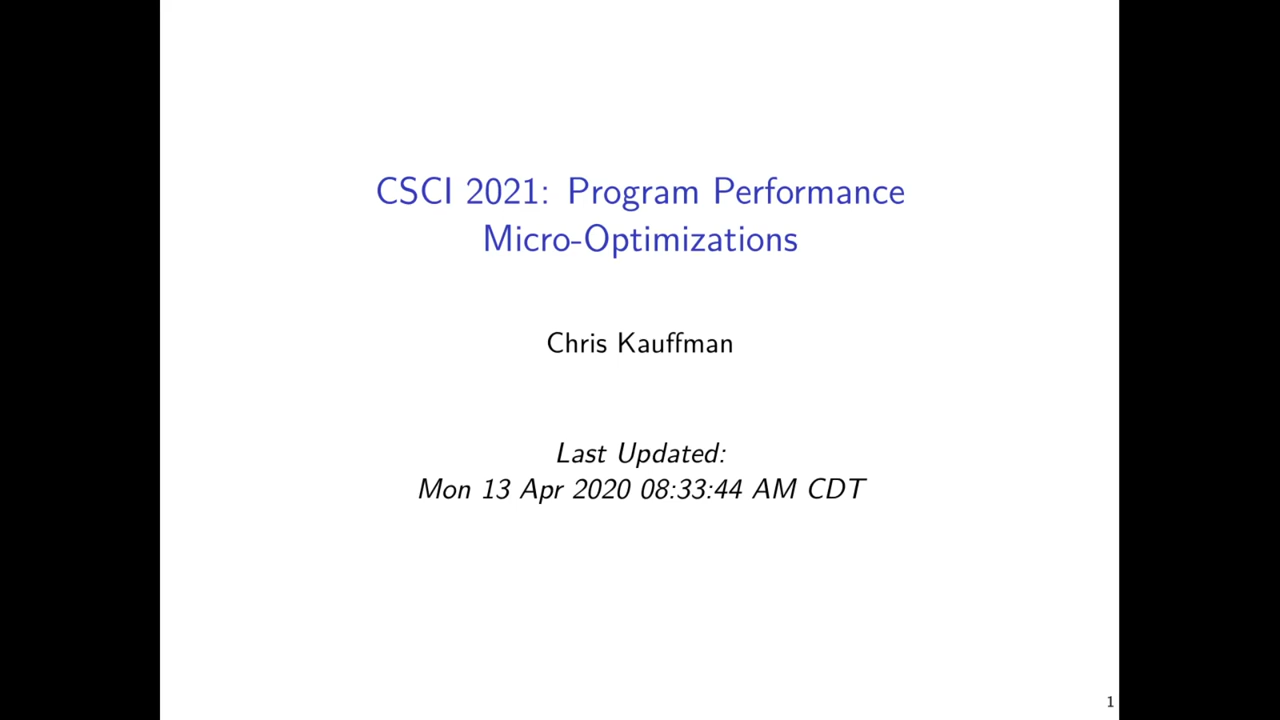 CSCI 2021: Program Performance
Micro-Optimizations
Chris Kauffman
Last Updated:
Mon 13 Apr 2020 08:33:44 AM CDT
1